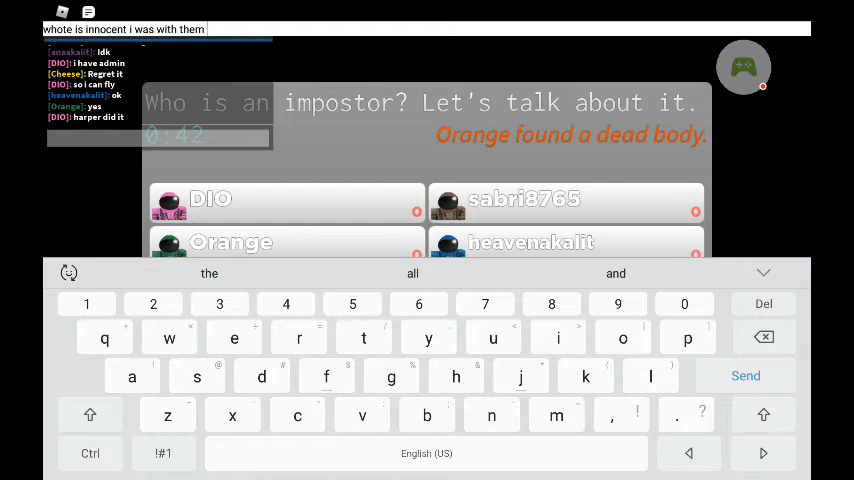 whote is innocent i was with them
[anaakalit]: Idk
[DIO]: i have admin
[Cheese]: Regret it
[DIO]: so i can fly
[heavenakalit]: ok
[Orange]: yes
[DIO]: harper did it
Who is an impostor? Let's talk about it.
0:42
Orange found a dead body.
DIO 0
sabri8765 0
Orange 0
heavenakalit 0
the all and
1 2 3 4 5 6 7 8 9 0 Del
q + w × e ÷ r = t / y _ u < i > o [ p ]
a ! s @ d # f $ g % h ^ j * k ( l ) Send
z - x ' c " v : b ; n , m ? , ! . ?
Ctrl !#1 English (US)